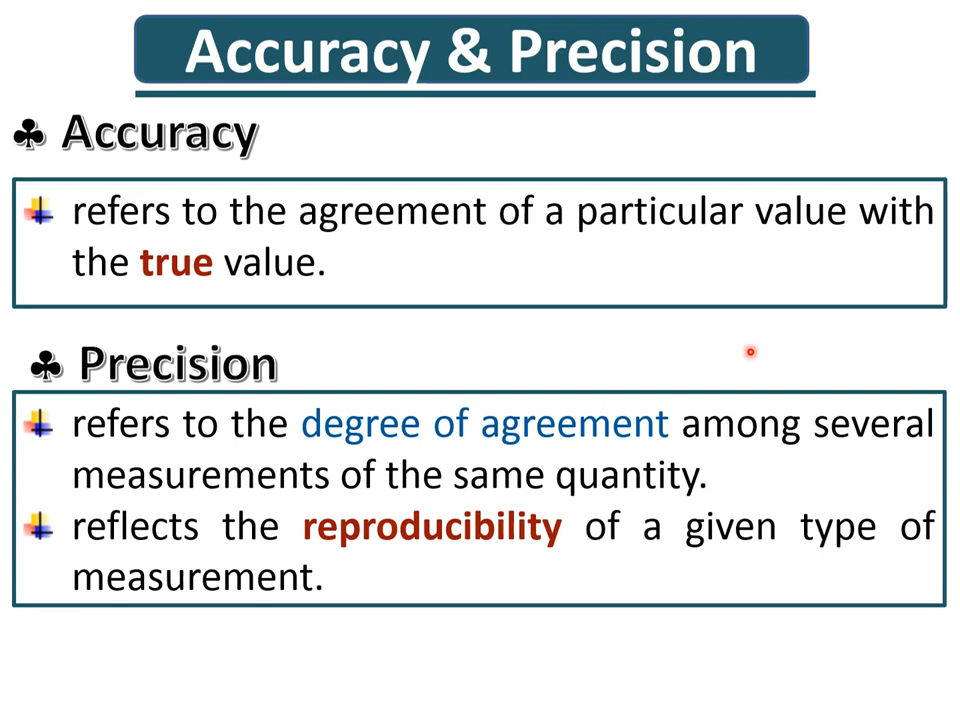 Accuracy & Precision
♣ Accuracy
refers to the agreement of a particular value with
the true value.
♣ Precision
refers to the degree of agreement among several
measurements of the same quantity.
reflects the reproducibility of a given type of
measurement.